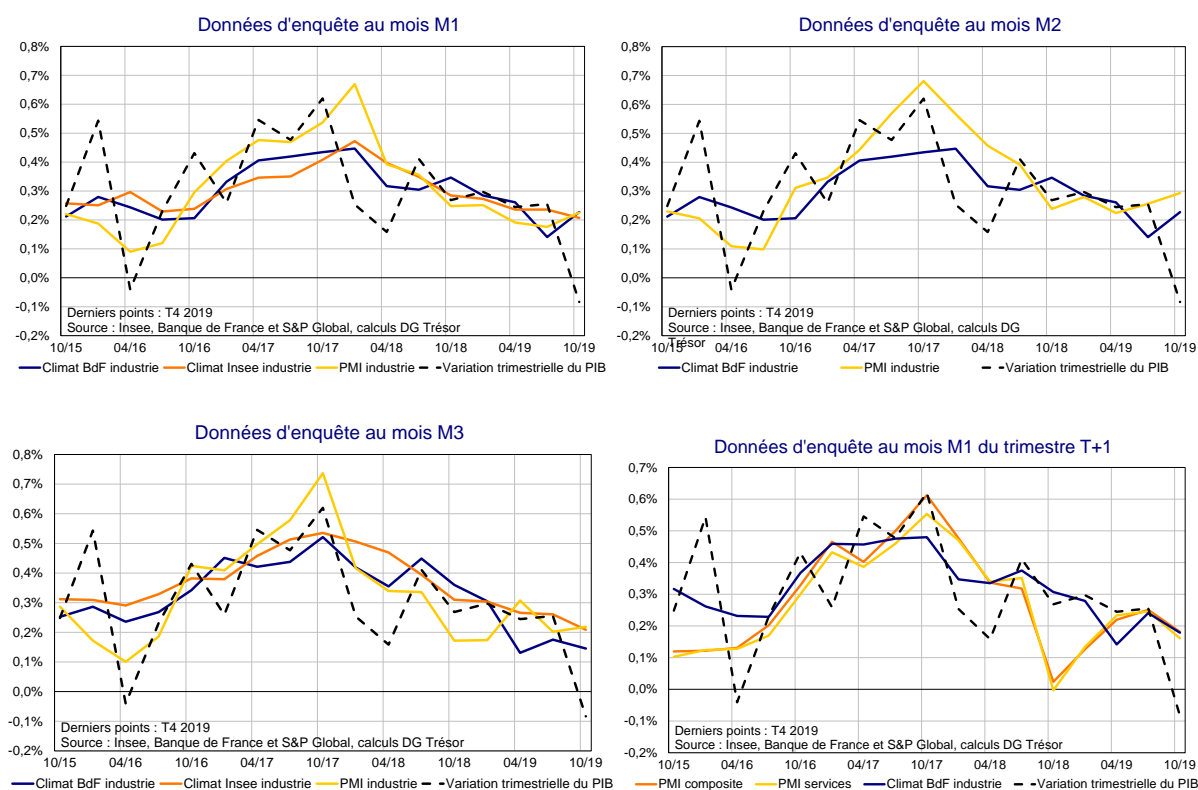 Données d'enquête au mois M1
0,8%
0,7%
0,6%
0,5%
0,4%
0,3%
0,2%
0,1%
0,0%
-0,1%
-0,2%
Derniers points : T4 2019
Source : Insee, Banque de France et S&P Global, calculs DG Trésor
10/15 04/16 10/16 04/17 10/17 04/18 10/18 04/19 10/19
Climat BdF industrie Climat Insee industrie PMI industrie Variation trimestrielle du PIB
Données d'enquête au mois M2
0,8%
0,7%
0,6%
0,5%
0,4%
0,3%
0,2%
0,1%
0,0%
-0,1%
-0,2%
Derniers points : T4 2019
Source : Insee, Banque de France et S&P Global, calculs DG
Trésor
10/15 04/16 10/16 04/17 10/17 04/18 10/18 04/19 10/19
Climat BdF industrie PMI industrie Variation trimestrielle du PIB
Données d'enquête au mois M3
0,8%
0,7%
0,6%
0,5%
0,4%
0,3%
0,2%
0,1%
0,0%
-0,1%
-0,2%
Derniers points : T4 2019
Source : Insee, Banque de France et S&P Global, calculs DG Trésor
10/15 04/16 10/16 04/17 10/17 04/18 10/18 04/19 10/19
Climat BdF industrie Climat Insee industrie PMI industrie Variation trimestrielle du PIB
Données d'enquête au mois M1 du trimestre T+1
0,7%
0,6%
0,5%
0,4%
0,3%
0,2%
0,1%
0,0%
-0,1%
-0,2%
Derniers points : T4 2019
Source : Insee, Banque de France et S&P Global, calculs DG Trésor
10/15 04/16 10/16 04/17 10/17 04/18 10/18 04/19 10/19
PMI composite PMI services Climat BdF industrie Variation trimestrielle du PIB